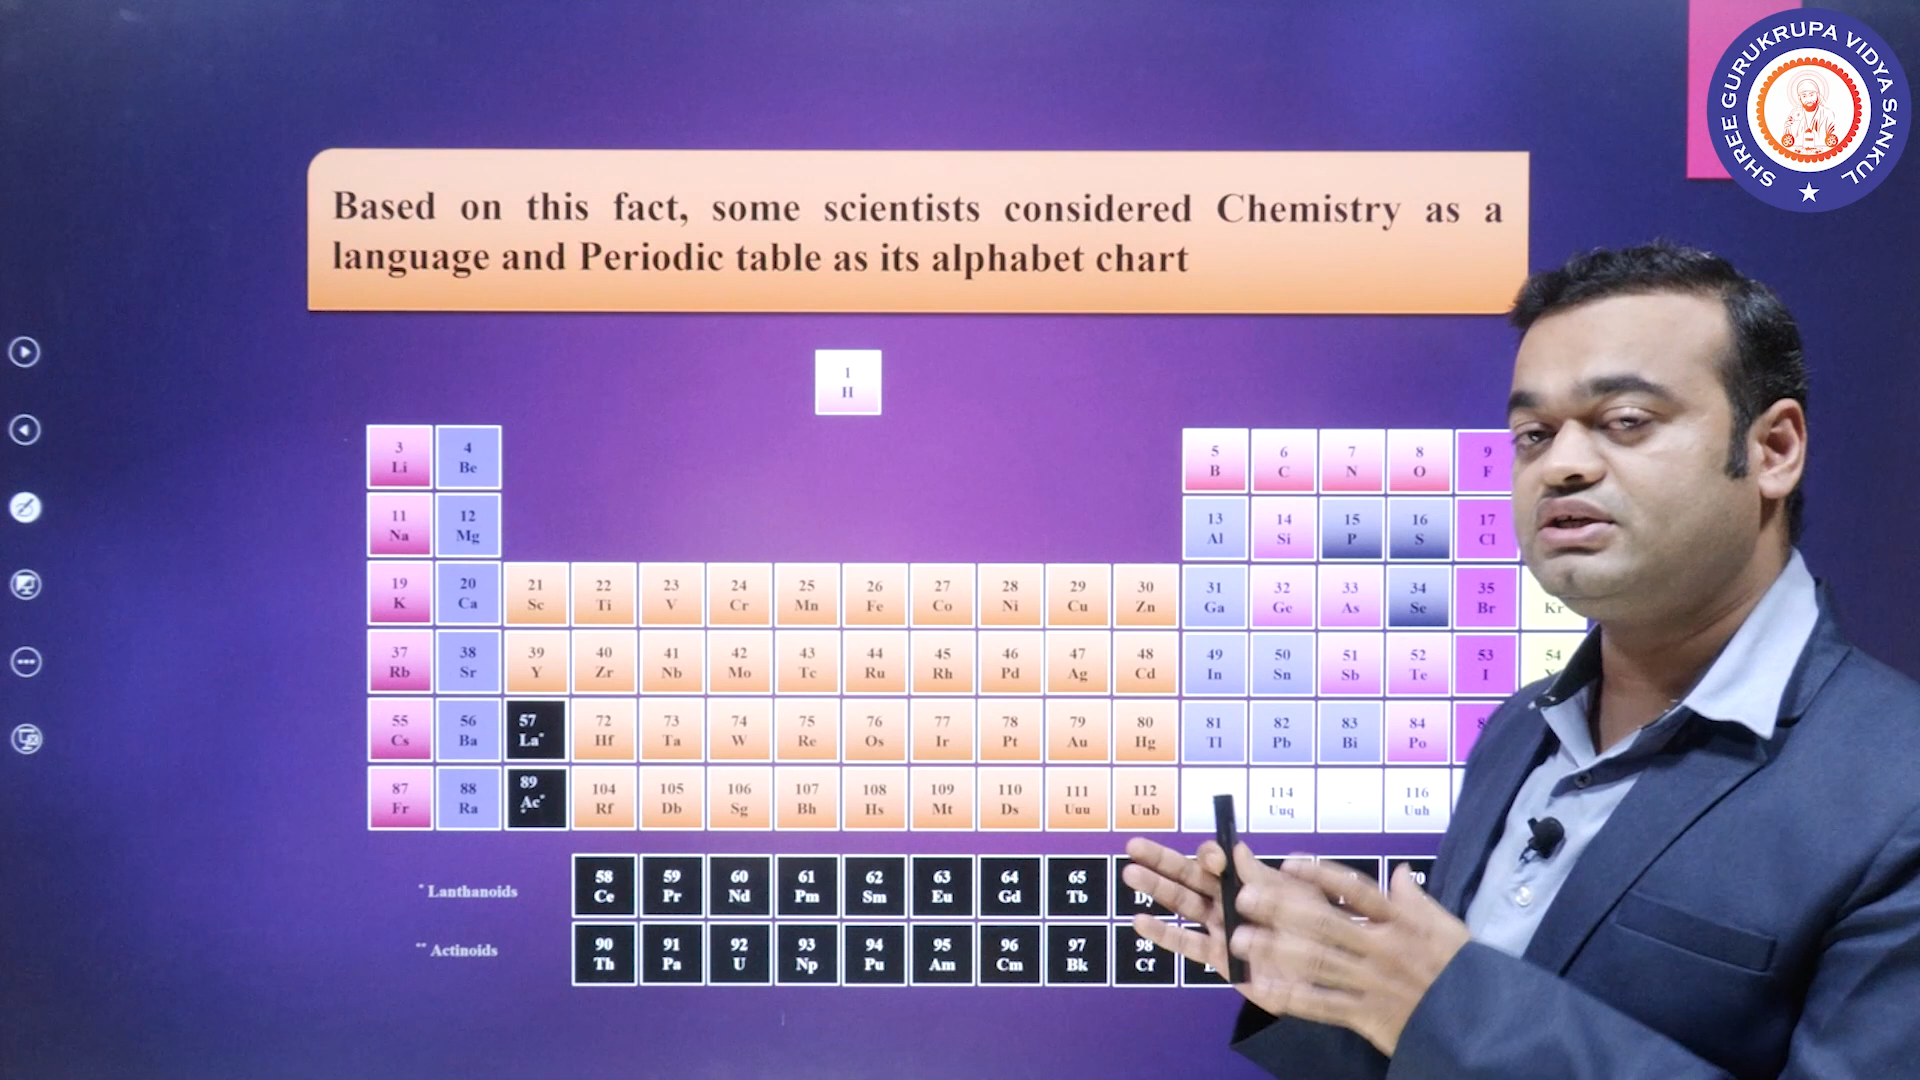 SHREE GURUKRUPA VIDYA SANKUL
Based on this fact, some scientists considered Chemistry as a
language and Periodic table as its alphabet chart
1
H
3 4 5 6 7 8 9
Li Be B C N O F
11 12 13 14 15 16 17
Na Mg Al Si P S Cl
19 20 21 22 23 24 25 26 27 28 29 30 31 32 33 34 35
K Ca Sc Ti V Cr Mn Fe Co Ni Cu Zn Ga Ge As Se Br Kr
37 38 39 40 41 42 43 44 45 46 47 48 49 50 51 52 53 54
Rb Sr Y Zr Nb Mo Tc Ru Rh Pd Ag Cd In Sn Sb Te I
55 56 57 72 73 74 75 76 77 78 79 80 81 82 83 84
Cs Ba La* Hf Ta W Re Os Ir Pt Au Hg Tl Pb Bi Po
87 88 89 104 105 106 107 108 109 110 111 112 114 116
Fr Ra Ac** Rf Db Sg Bh Hs Mt Ds Uuu Uub Uuq Uuh
58 59 60 61 62 63 64 65
* Lanthanoids Ce Pr Nd Pm Sm Eu Gd Tb Dy
90 91 92 93 94 95 96 97 98
** Actinoids Th Pa U Np Pu Am Cm Bk Cf